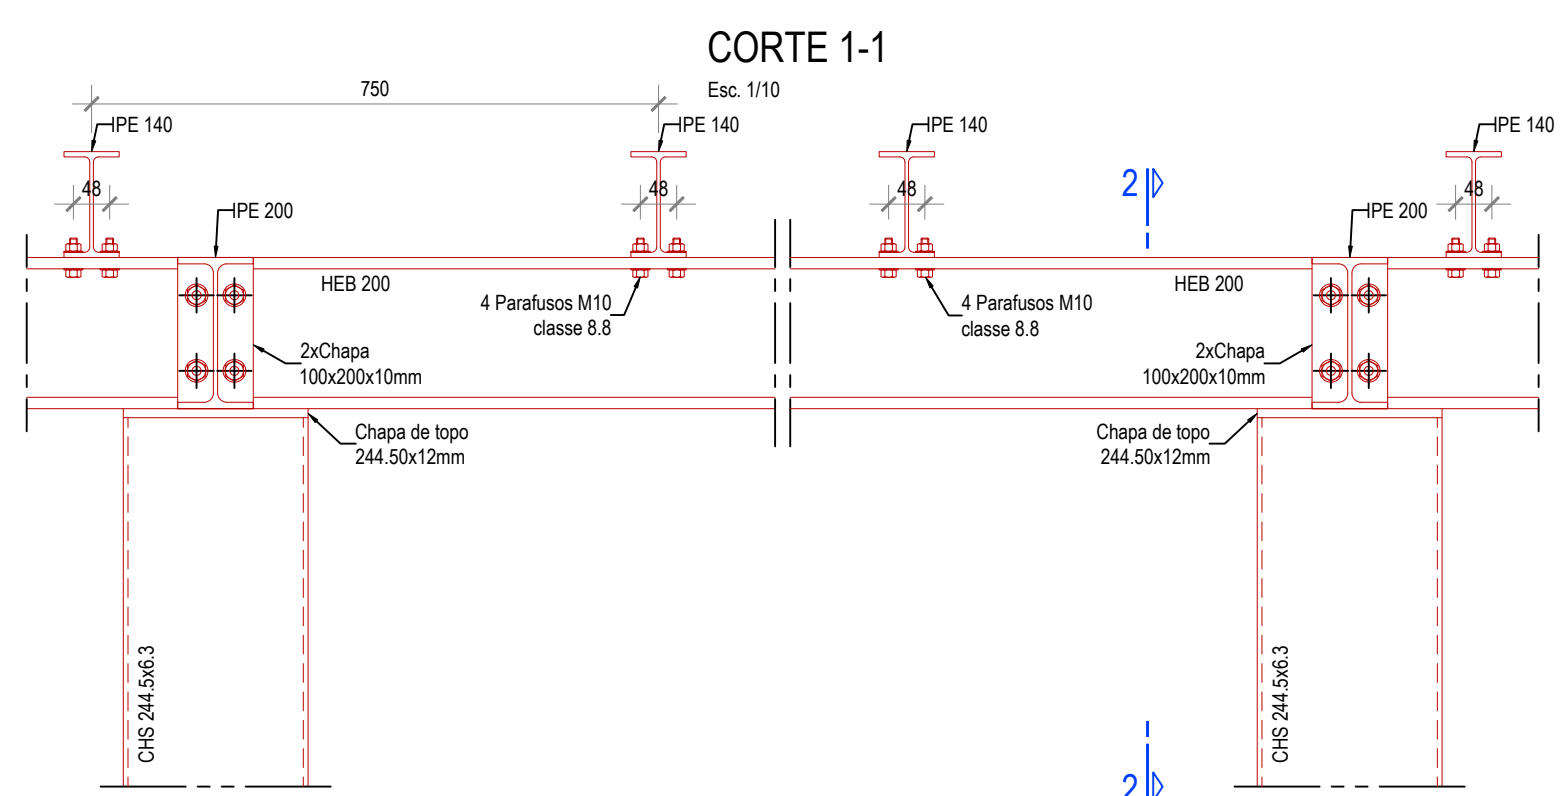 CORTE 1-1
750
Esc. 1/10
IPE 140
IPE 140
IPE 140
IPE 140
48
48
48
48
2
IPE 200
IPE 200
HEB 200
HEB 200
4 Parafusos M10
classe 8.8
4 Parafusos M10
classe 8.8
2xChapa
100x200x10mm
2xChapa
100x200x10mm
Chapa de topo
244.50x12mm
Chapa de topo
244.50x12mm
CHS 244.5x6.3
CHS 244.5x6.3
2